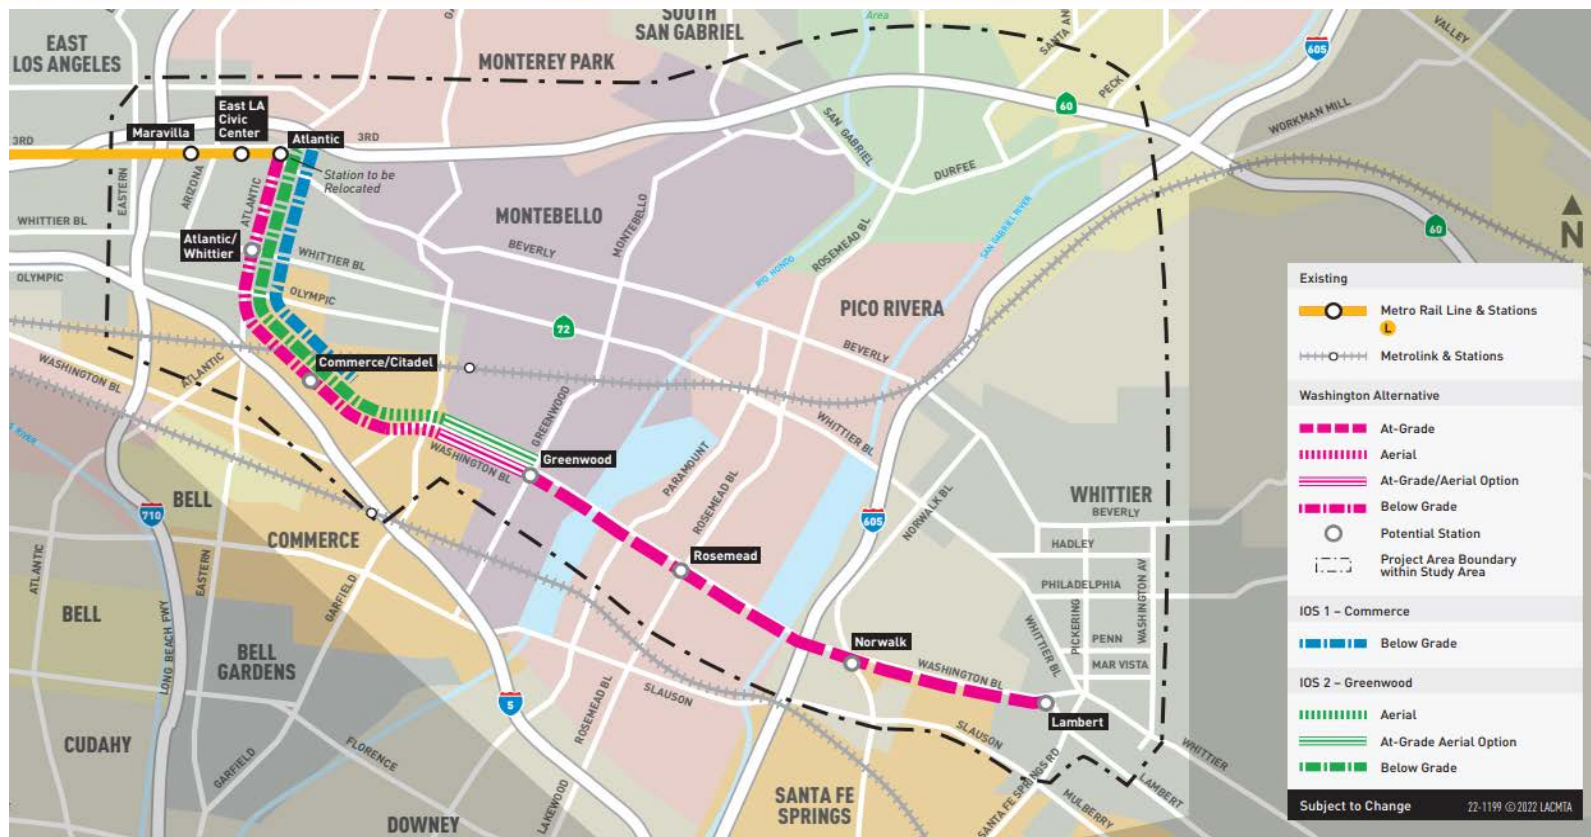 EAST
LOS ANGELES
MONTEREY PARK
SOUTH
SAN GABRIEL
Area
SANTA AN
PECK
VALLEY
605
60
WORKMAN MILL
3RD
Maravilla
East LA
Civic
Center
Atlantic
3RD
Station to be
Relocated
SAN GABRIEL
DURFEE
EASTERN
ARIZONA
ATLANTIC
WHITTIER BL
MONTEBELLO
MONTEBELLO
BEVERLY
ROSEMEAD BL
SAN GABRIEL RIVER
RIO HONDO
60
N
Atlantic/
Whittier
WHITTIER BL
OLYMPIC
OLYMPIC
PICO RIVERA
72
BEVERLY
WASHINGTON BL
ATLANTIC
Commerce/Citadel
GREENWOOD
WHITTIER BL
S RIVER
WASHINGTON BL
Greenwood
PARAMOUNT
ROSEMEAD BL
NORWALK BL
WHITTIER
BEVERLY
HADLEY
PHILADELPHIA
PICKERING
WASHINGTON AV
PENN
MAR VISTA
WHITTIER BL
605
BELL
710
COMMERCE
ATLANTIC
EASTERN
GARFIELD
Rosemead
BELL
LONG BEACH FWY
BELL
GARDENS
Norwalk
WASHINGTON BL
Lambert
5
ROSEMEAD BL
SLAUSON
SLAUSON
CUDAHY
GARFIELD
FLORENCE
DOWNEY
LAKEWOOD
SANTA FE
SPRINGS
SANTA FE SPRINGS RD
MULBERRY
LAMBERT
WHITTIER
Existing
Metro Rail Line & Stations
L
Metrolink & Stations
Washington Alternative
At-Grade
Aerial
At-Grade/Aerial Option
Below Grade
Potential Station
Project Area Boundary
within Study Area
IOS 1 – Commerce
Below Grade
IOS 2 – Greenwood
Aerial
At-Grade Aerial Option
Below Grade
Subject to Change
22-1199 ©2022 LACMTA